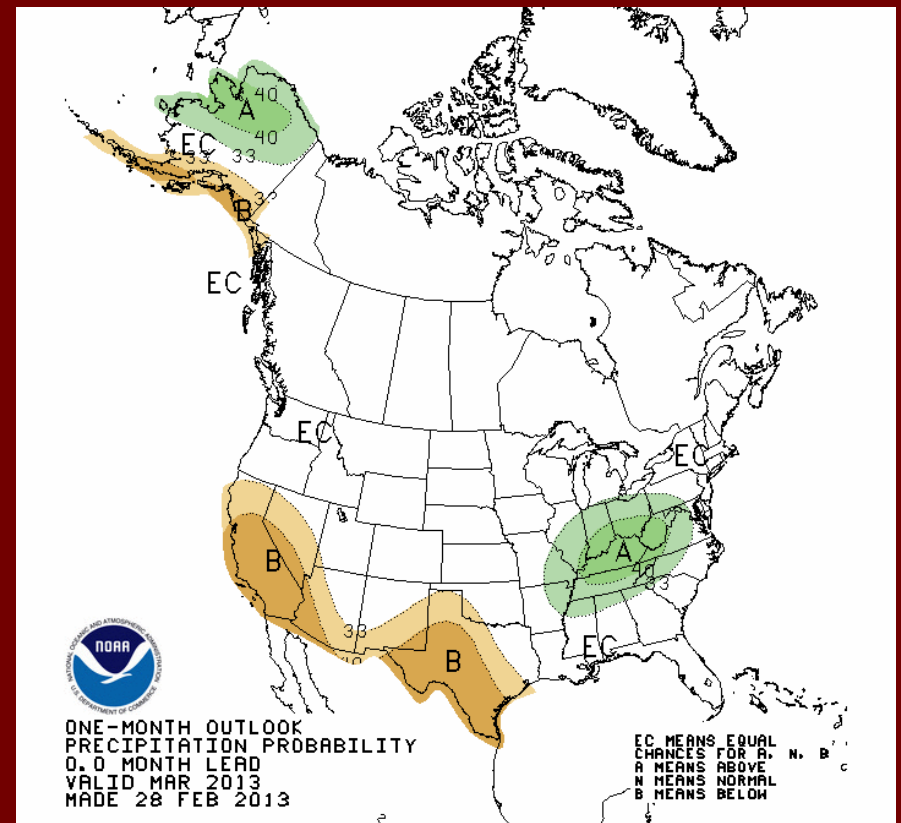 40
A
40
EC
33
33
B
EC
EC
EC
A
B
33
33
B
EC
NOAA
NATIONAL OCEANIC AND ATMOSPHERIC ADMINISTRATION
U.S. DEPARTMENT OF COMMERCE
ONE-MONTH OUTLOOK
PRECIPITATION PROBABILITY
0.0 MONTH LEAD
VALID MAR 2013
MADE 28 FEB 2013
EC MEANS EQUAL
CHANCES FOR A, N, B
A MEANS ABOVE
N MEANS NORMAL
B MEANS BELOW